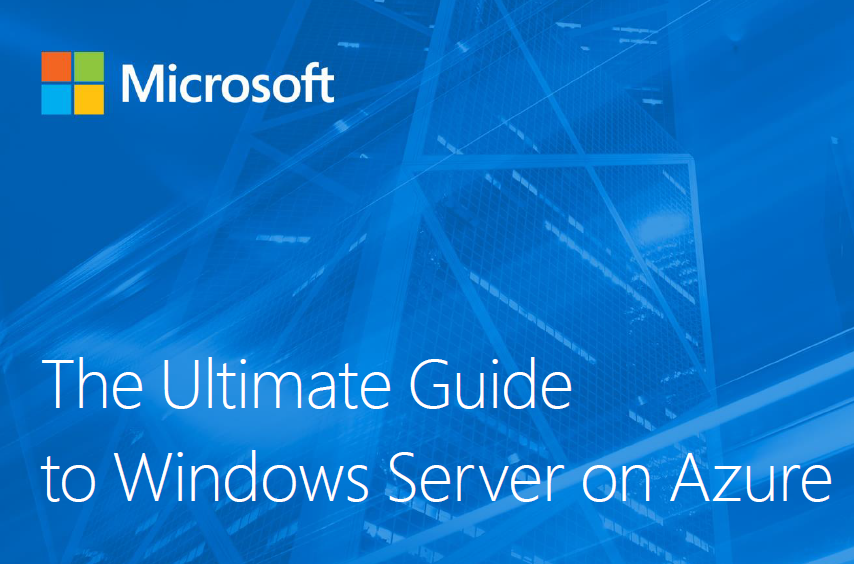 Microsoft
The Ultimate Guide
to Windows Server on Azure